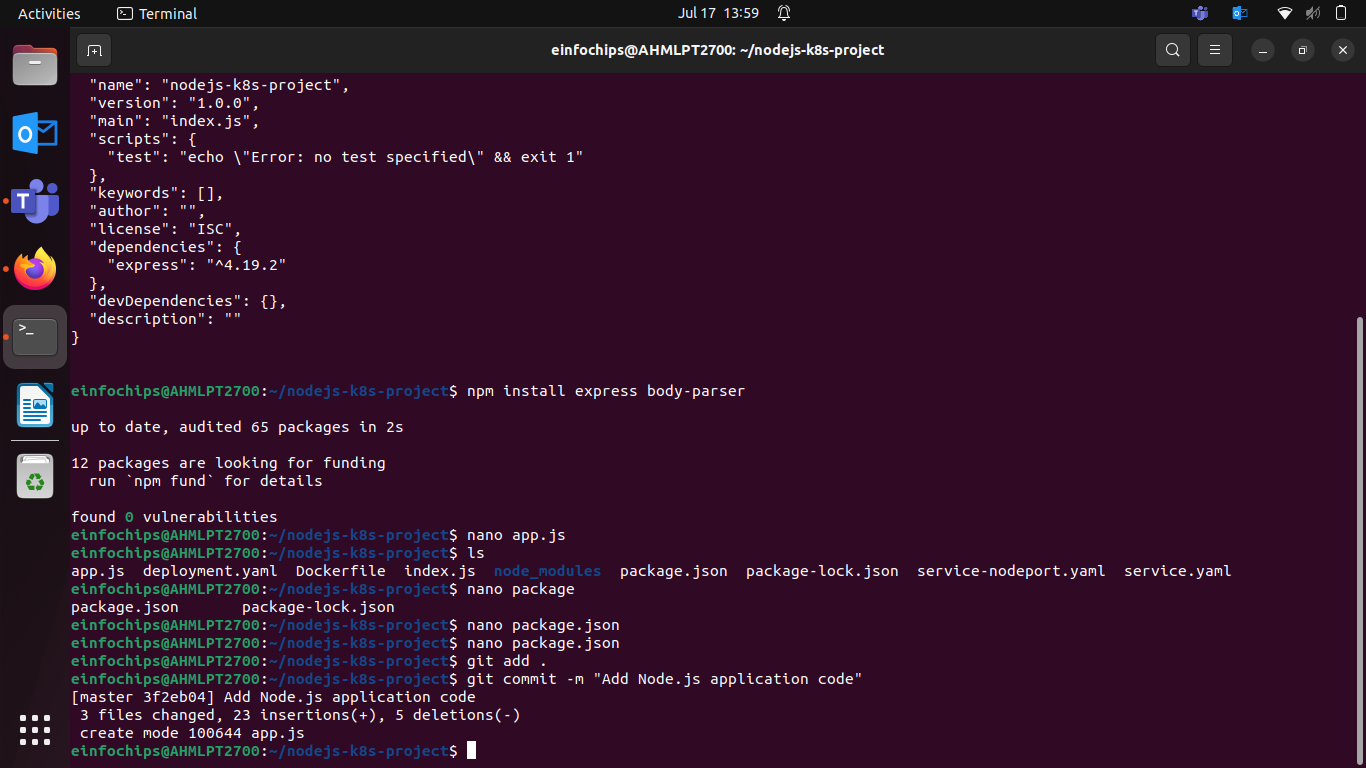 Activities Terminal Jul 17 13:59
einfochips@AHMLPT2700: ~/nodejs-k8s-project
  "name": "nodejs-k8s-project",
  "version": "1.0.0",
  "main": "index.js",
  "scripts": {
    "test": "echo \"Error: no test specified\" && exit 1"
  },
  "keywords": [],
  "author": "",
  "license": "ISC",
  "dependencies": {
    "express": "^4.19.2"
  },
  "devDependencies": {},
  "description": ""
}
einfochips@AHMLPT2700:~/nodejs-k8s-project$ npm install express body-parser
up to date, audited 65 packages in 2s
12 packages are looking for funding
  run `npm fund` for details
found 0 vulnerabilities
einfochips@AHMLPT2700:~/nodejs-k8s-project$ nano app.js
einfochips@AHMLPT2700:~/nodejs-k8s-project$ ls
app.js  deployment.yaml  Dockerfile  index.js  node_modules  package.json  package-lock.json  service-nodeport.yaml  service.yaml
einfochips@AHMLPT2700:~/nodejs-k8s-project$ nano package
package.json       package-lock.json
einfochips@AHMLPT2700:~/nodejs-k8s-project$ nano package.json
einfochips@AHMLPT2700:~/nodejs-k8s-project$ nano package.json
einfochips@AHMLPT2700:~/nodejs-k8s-project$ git add .
einfochips@AHMLPT2700:~/nodejs-k8s-project$ git commit -m "Add Node.js application code"
[master 3f2eb04] Add Node.js application code
 3 files changed, 23 insertions(+), 5 deletions(-)
 create mode 100644 app.js
einfochips@AHMLPT2700:~/nodejs-k8s-project$